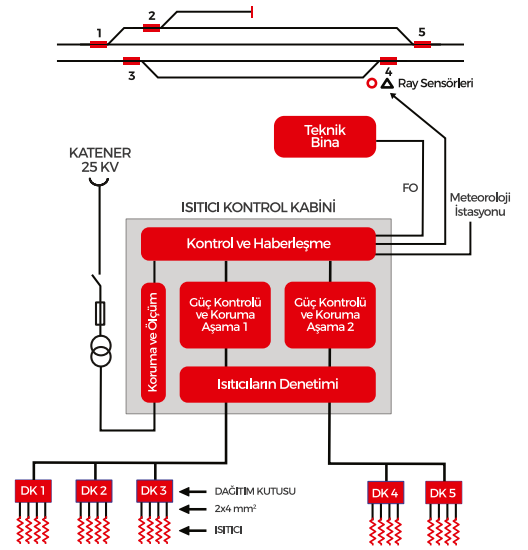 2
1
5
3
4
Ray Sensörleri
Teknik
Bina
KATENER
25 KV
FO
Meteoroloji
İstasyonu
ISITICI KONTROL KABİNİ
Kontrol ve Haberleşme
Koruma ve Ölçüm
Güç Kontrolü
ve Koruma
Aşama 1
Güç Kontrolü
ve Koruma
Aşama 2
Isıtıcıların Denetimi
DK 1
DK 2
DK 3
DAĞITIM KUTUSU
DK 4
DK 5
2x4 mm²
ISITICI